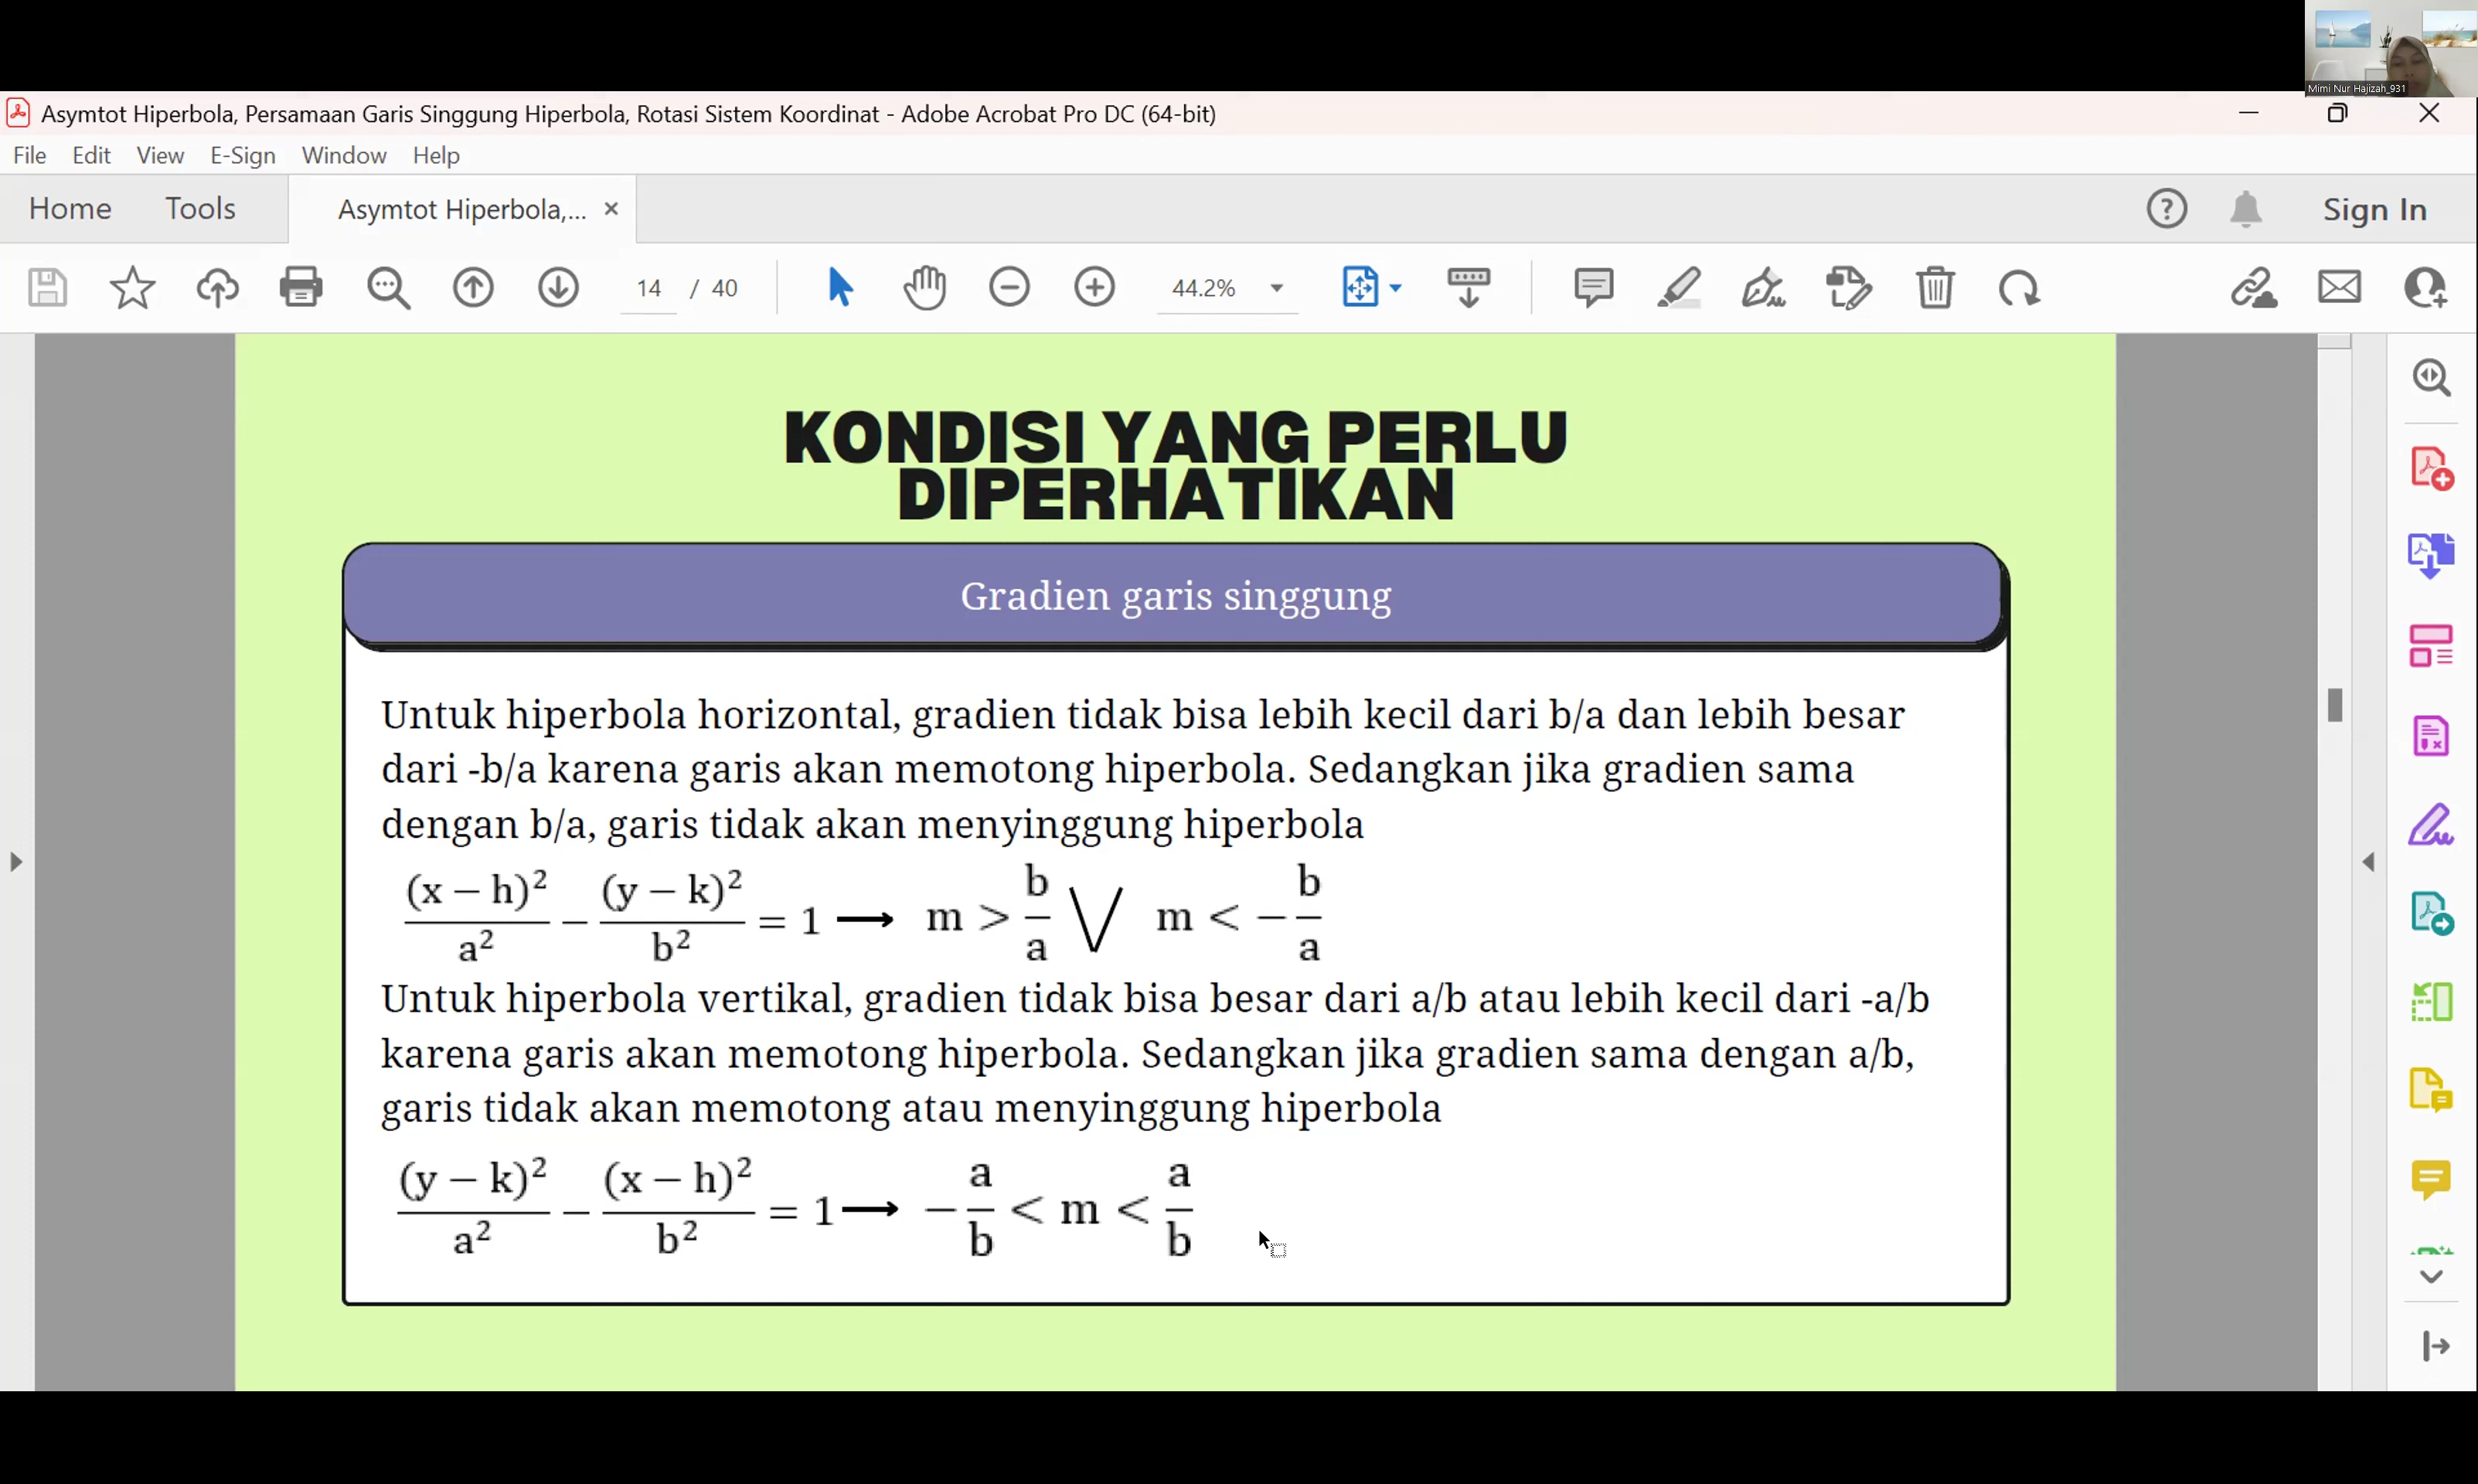 Mimi Nur Hajizah_931
Asymtot Hiperbola, Persamaan Garis Singgung Hiperbola, Rotasi Sistem Koordinat - Adobe Acrobat Pro DC (64-bit)
File Edit View E-Sign Window Help
Home Tools Asymtot Hiperbola,... × Sign In
14 / 40 44.2%
KONDISI YANG PERLU
DIPERHATIKAN
Gradien garis singgung
Untuk hiperbola horizontal, gradien tidak bisa lebih kecil dari b/a dan lebih besar
dari -b/a karena garis akan memotong hiperbola. Sedangkan jika gradien sama
dengan b/a, garis tidak akan menyinggung hiperbola
(x − h)²/a² − (y − k)²/b² = 1 ⟶ m > b/a ⋁ m < − b/a
Untuk hiperbola vertikal, gradien tidak bisa besar dari a/b atau lebih kecil dari -a/b
karena garis akan memotong hiperbola. Sedangkan jika gradien sama dengan a/b,
garis tidak akan memotong atau menyinggung hiperbola
(y − k)²/a² − (x − h)²/b² = 1 ⟶ − a/b < m < a/b